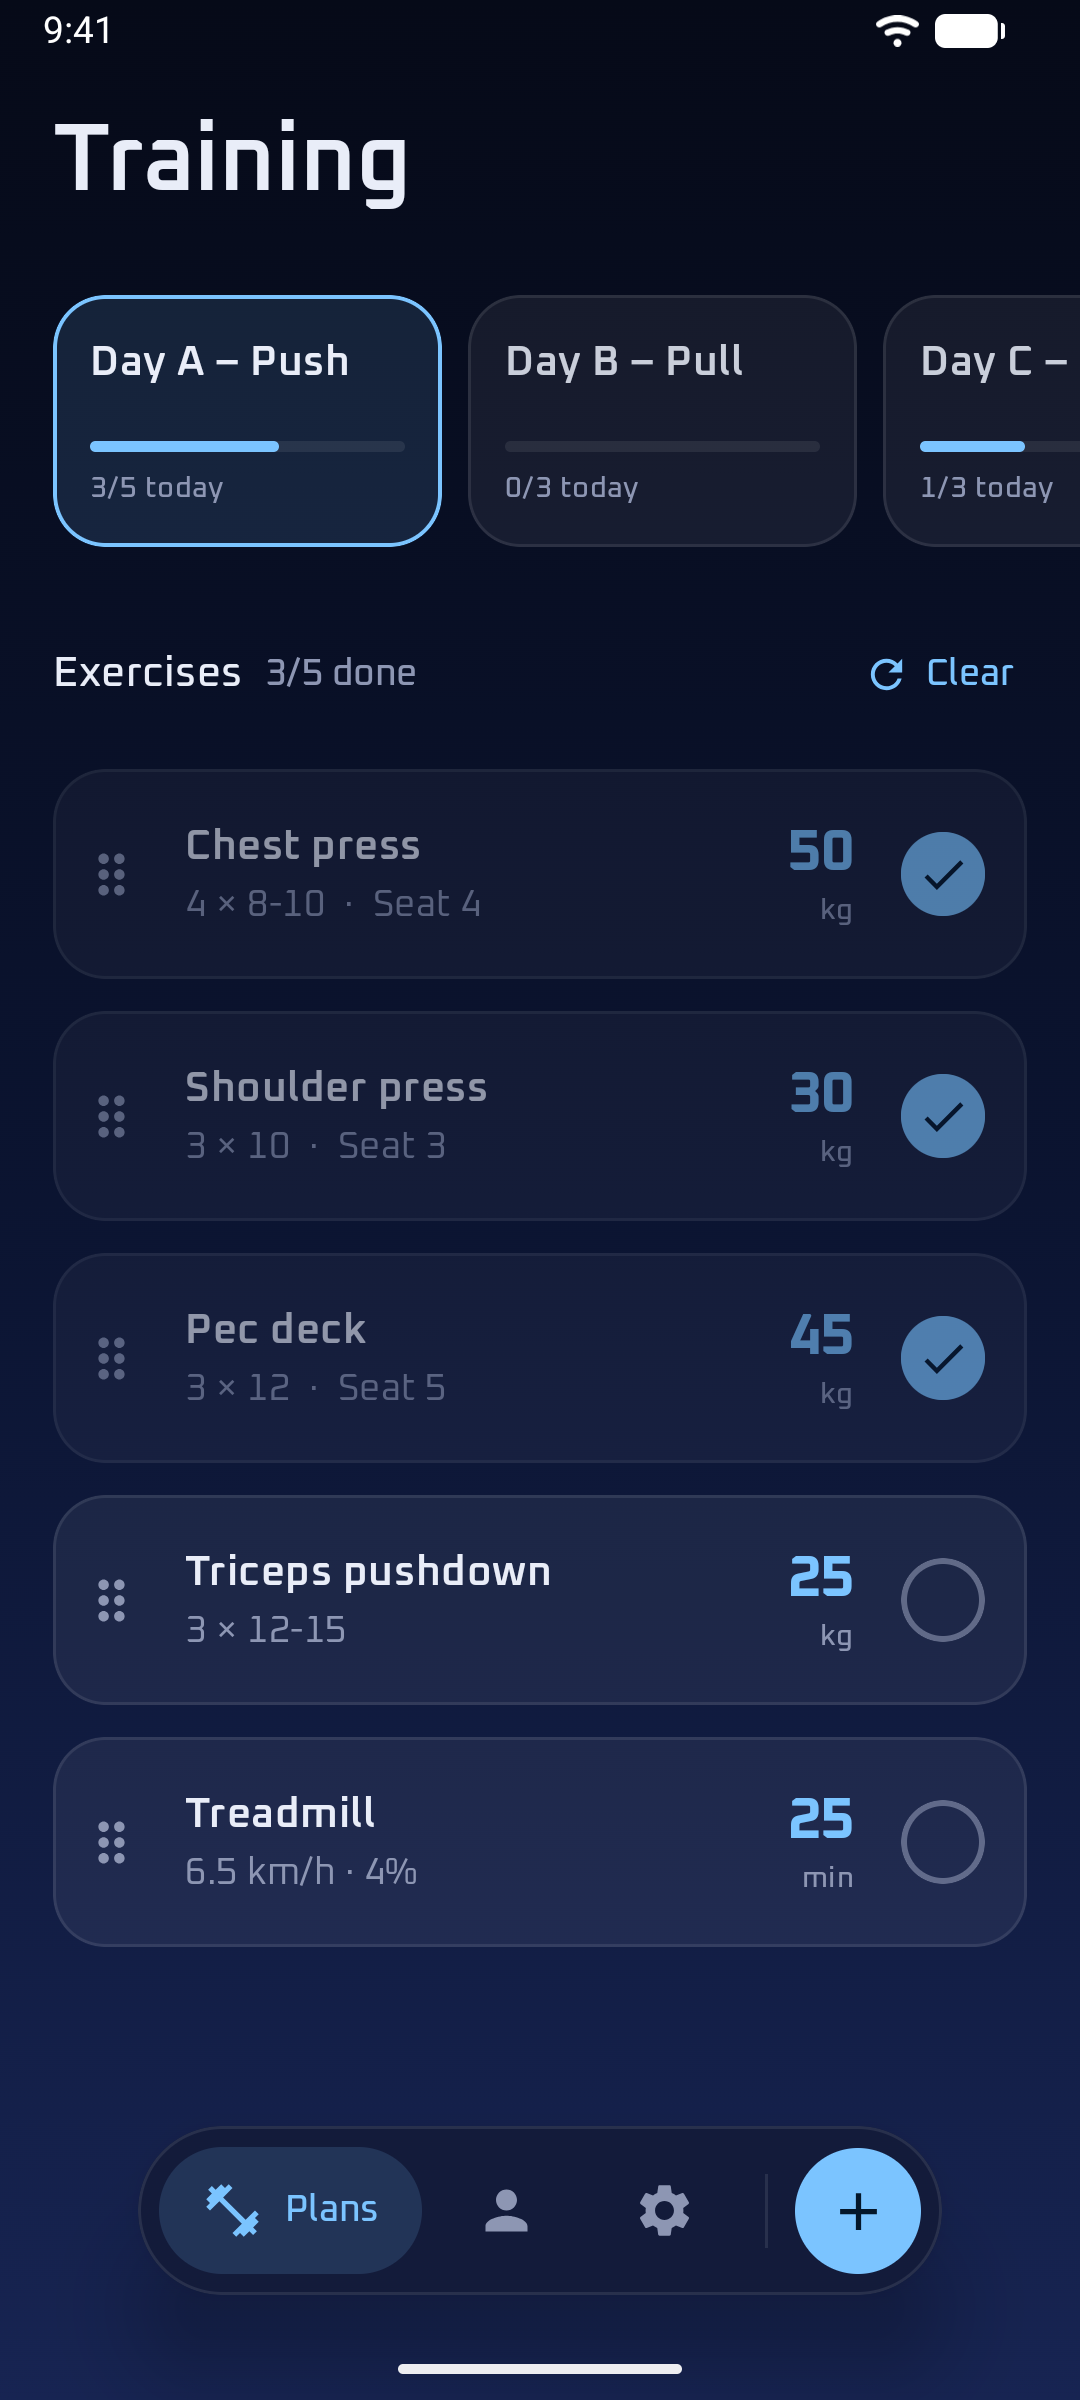 9:41
Training
Day A – Push
3/5 today
Day B – Pull
0/3 today
Day C –
1/3 today
Exercises 3/5 done
Clear
Chest press
4 × 8-10 · Seat 4
50
kg
Shoulder press
3 × 10 · Seat 3
30
kg
Pec deck
3 × 12 · Seat 5
45
kg
Triceps pushdown
3 × 12-15
25
kg
Treadmill
6.5 km/h · 4%
25
min
Plans